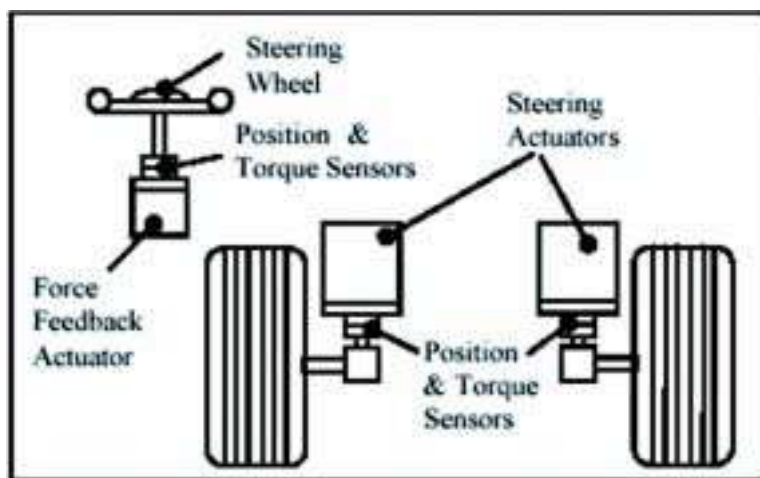 Steering
Wheel
Position &
Torque Sensors
Force
Feedback
Actuator
Steering
Actuators
Position
& Torque
Sensors